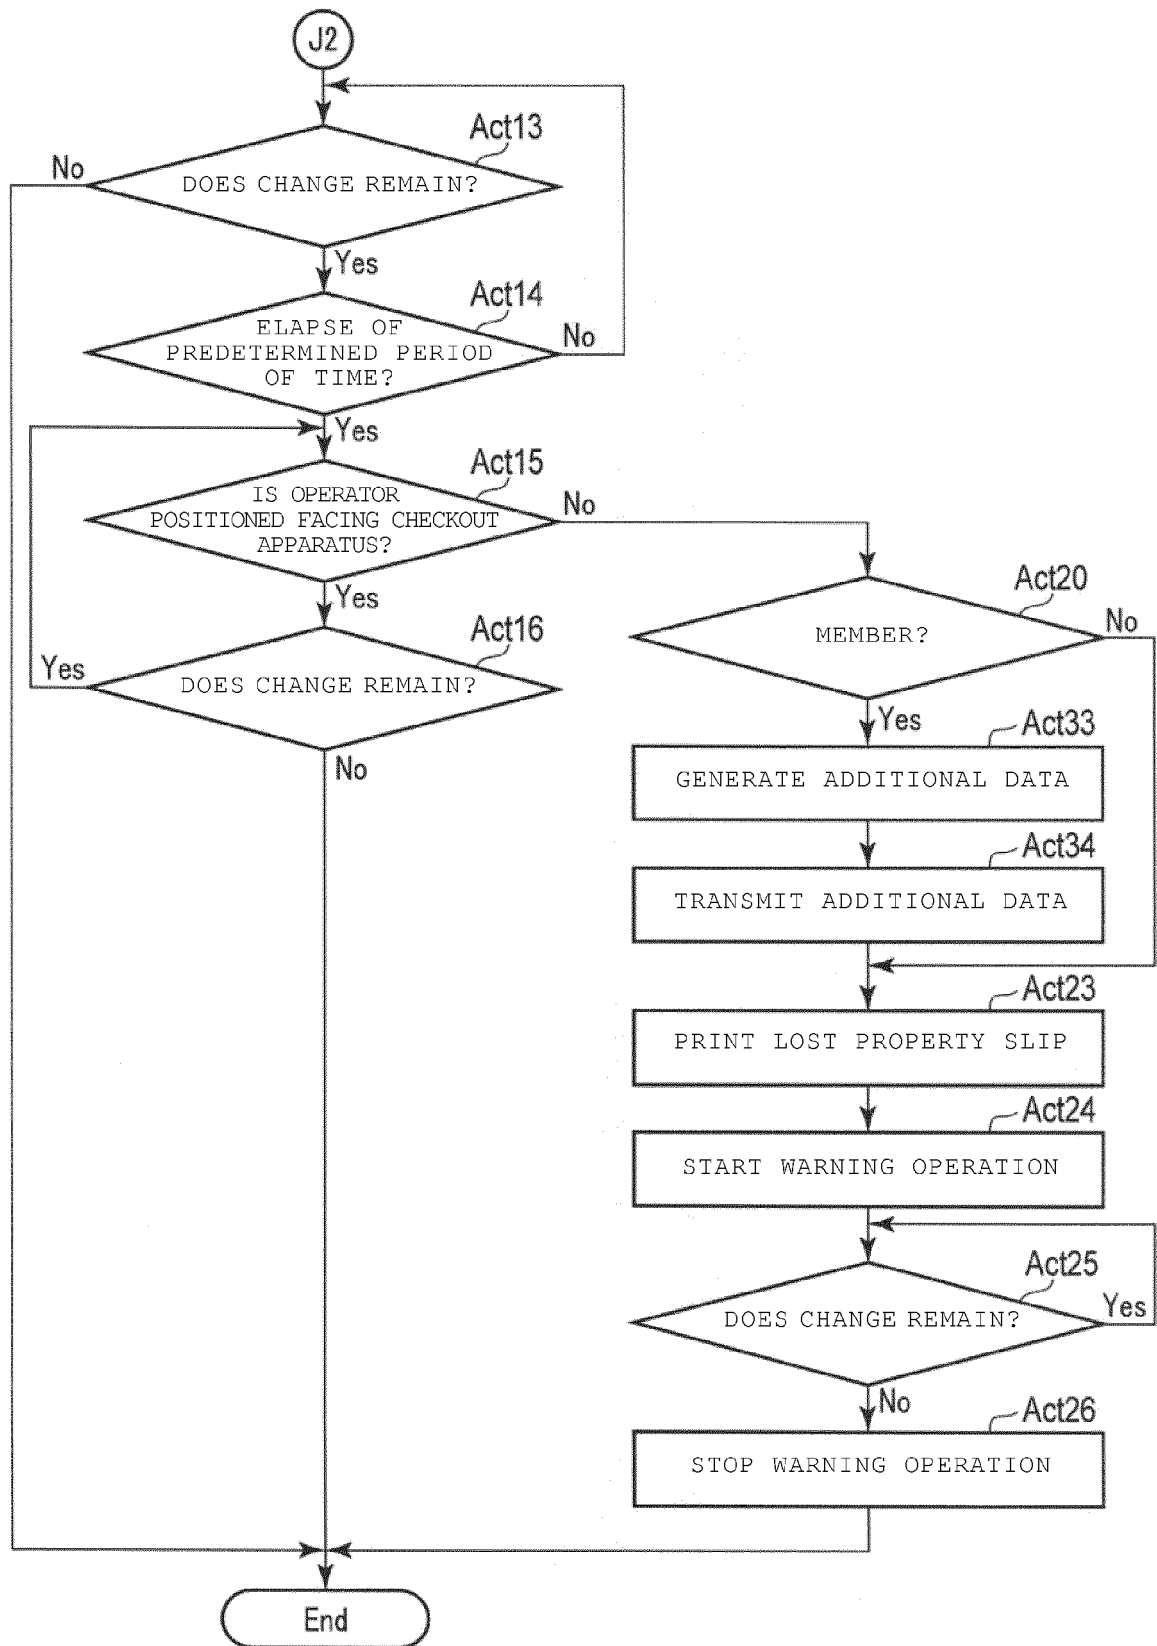 J2
Act13
No
DOES CHANGE REMAIN?
Yes
Act14
ELAPSE OF
PREDETERMINED PERIOD
OF TIME?
No
Yes
Act15
IS OPERATOR
POSITIONED FACING CHECKOUT
APPARATUS?
No
Yes
Act16
Yes
DOES CHANGE REMAIN?
No
Act20
MEMBER?
No
Yes
Act33
GENERATE ADDITIONAL DATA
Act34
TRANSMIT ADDITIONAL DATA
Act23
PRINT LOST PROPERTY SLIP
Act24
START WARNING OPERATION
Act25
DOES CHANGE REMAIN?
Yes
No
Act26
STOP WARNING OPERATION
End